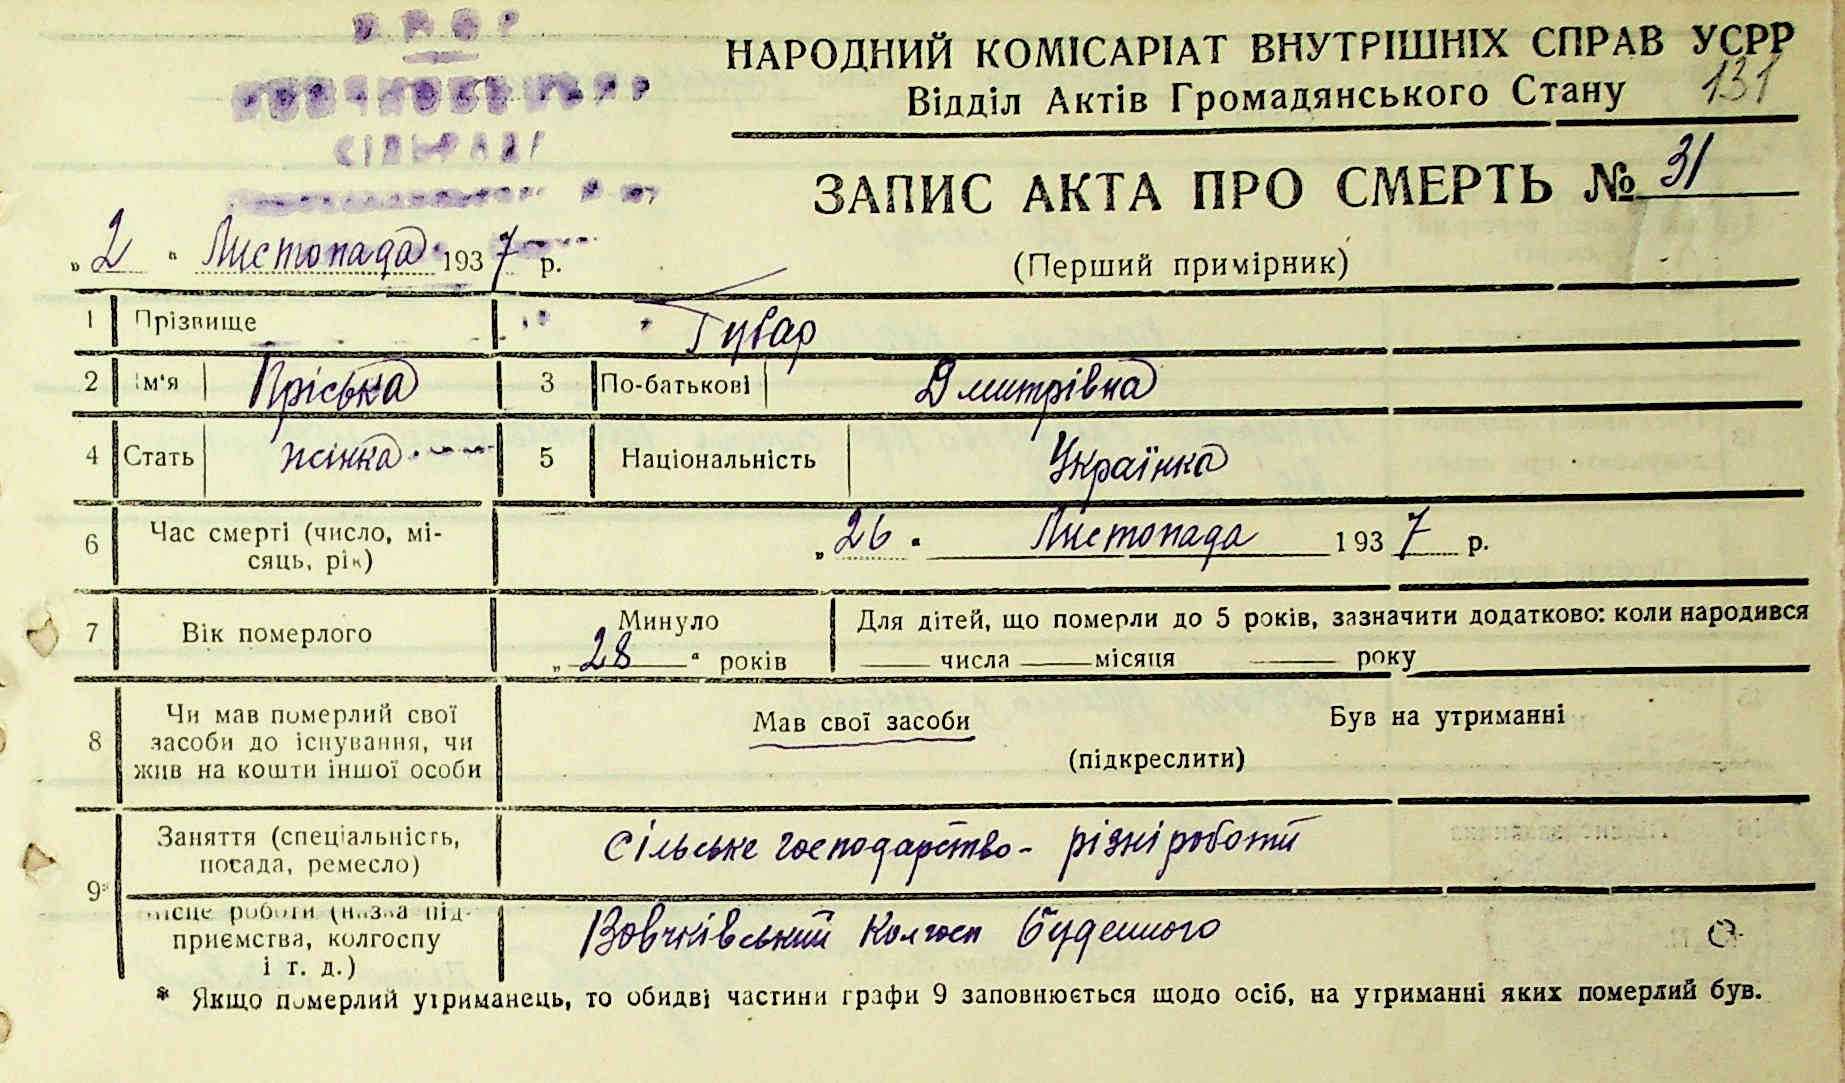 У С Р Р
СІЛЬРАДА
НАРОДНИЙ КОМІСАРІАТ ВНУТРІШНІХ СПРАВ УСРР
131
Відділ Актів Громадянського Стану
ЗАПИС АКТА ПРО СМЕРТЬ № 31
„2“ Листопада 1937 р.
(Перший примірник)
1 Прізвище Губар
2 Ім'я Пріська 3 По-батькові Дмитрівна
4 Стать жінка 5 Національність Українка
6 Час смерті (число, мі-
сяць, рік) „26“ Листопада 1937 р.
7 Вік померлого Минуло „28“ років Для дітей, що померли до 5 років, зазначити додатково: коли народився
числа місяця року
8 Чи мав померлий свої
засоби до існування, чи
жив на кошти іншої особи
Мав свої засоби Був на утриманні
(підкреслити)
9* Заняття (спеціальність,
посада, ремесло) Сільське господарство - різні роботи
Місце роботи (назва під-
приємства, колгоспу
і т. д.) Вовчківський Колгосп Буденного
* Якщо померлий утриманець, то обидві частини графи 9 заповнюється щодо осіб, на утриманні яких померлий був.